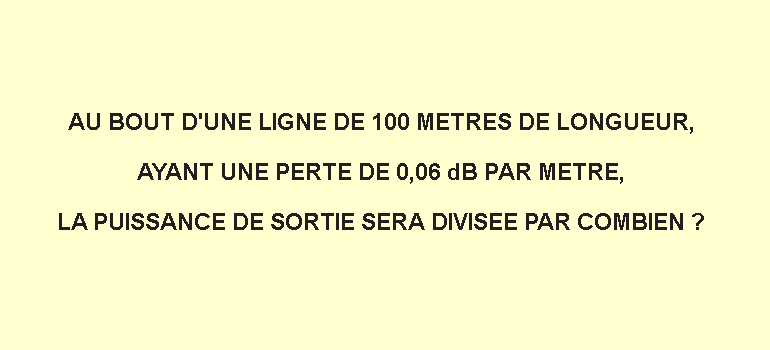 AU BOUT D'UNE LIGNE DE 100 METRES DE LONGUEUR,
AYANT UNE PERTE DE 0,06 dB PAR METRE,
LA PUISSANCE DE SORTIE SERA DIVISEE PAR COMBIEN ?